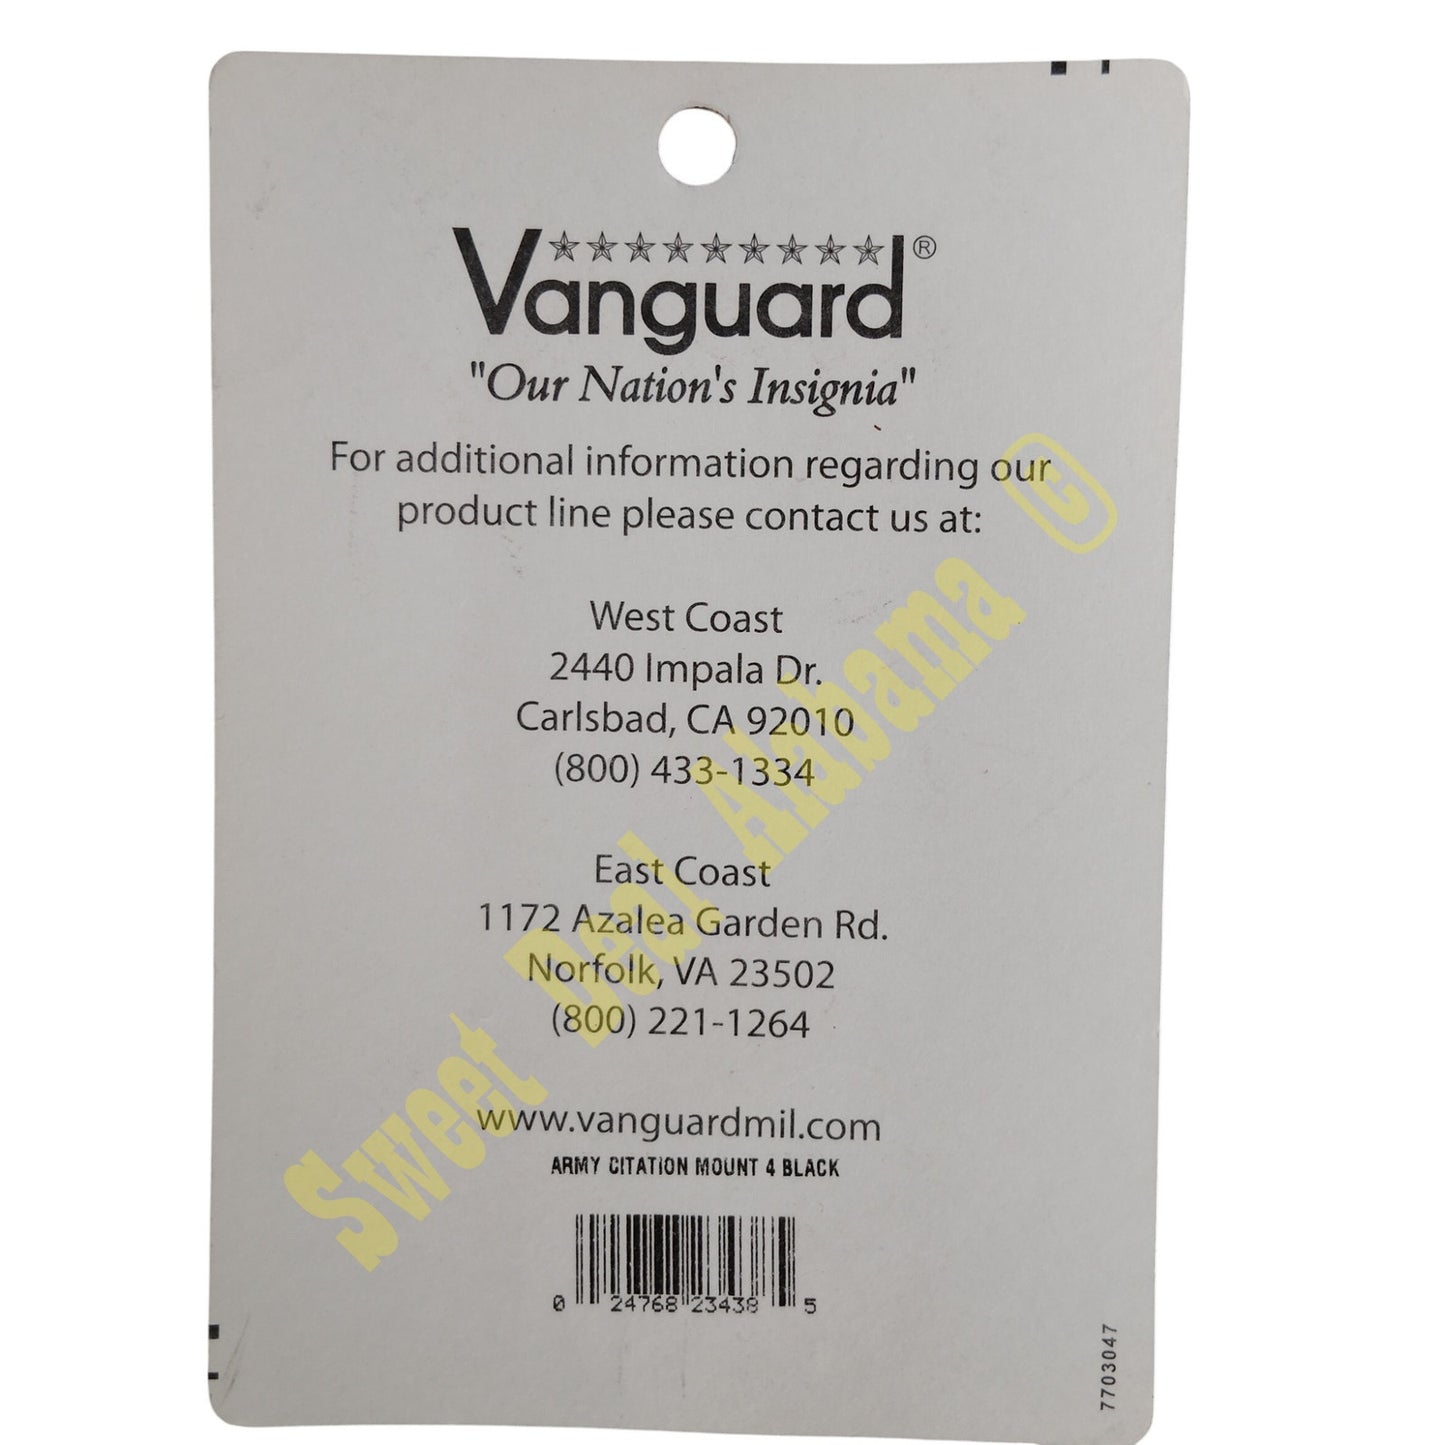 Vanguard®
"Our Nation's Insignia"
For additional information regarding our
product line please contact us at:
West Coast
2440 Impala Dr.
Carlsbad, CA 92010
(800) 433-1334
East Coast
1172 Azalea Garden Rd.
Norfolk, VA 23502
(800) 221-1264
www.vanguardmil.com
ARMY CITATION MOUNT 4 BLACK
0 24768 23438 5
7703047
Sweet Deal Alabama ©